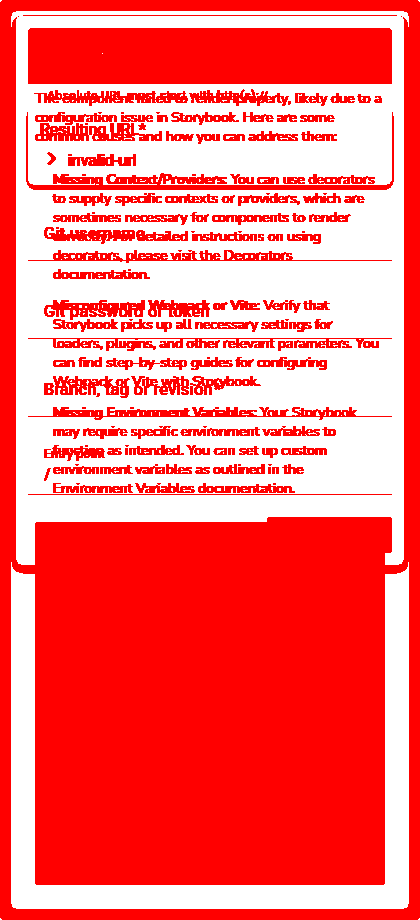 Absolute URL must start with http(s)://
The component failed to render properly, likely due to a
configuration issue in Storybook. Here are some
Resulting URL*
common causes and how you can address them:
invalid-url
Missing Context/Providers: You can use decorators
to supply specific contexts or providers, which are
sometimes necessary for components to render
Git username
detailed instructions on using
decorators, please visit the Decorators
documentation.
Misconfigured Webpack or Vite: Verify that
Git password or token
Storybook picks up all necessary settings for
loaders, plugins, and other relevant parameters. You
can find step-by-step guides for configuring
Webpack or Vite with Storybook.
Branch, tag or revision*
Missing Environment Variables: Your Storybook
may require specific environment variables to
function as intended. You can set up custom
Entrypoint
environment variables as outlined in the
/
Environment Variables documentation.